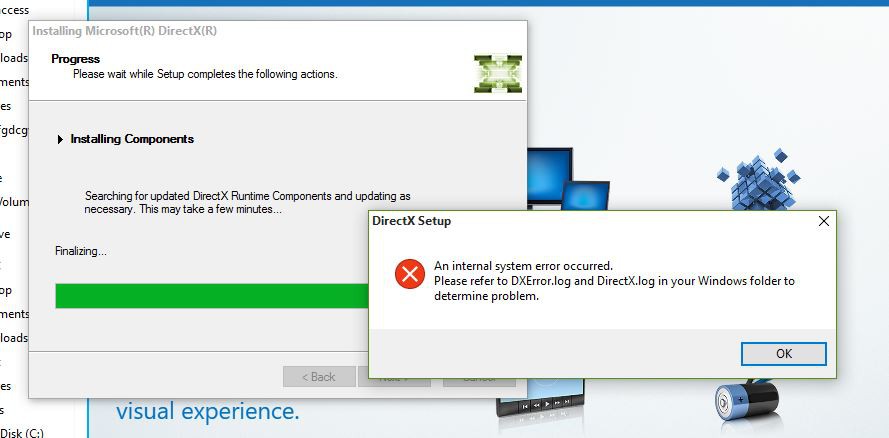 access
op
loads
ments
es
fgdcgv
e
Volum
ve
op
ments
loads
es
s
Disk (C:)
Installing Microsoft(R) DirectX(R)
Progress
Please wait while Setup completes the following actions.
Installing Components
Searching for updated DirectX Runtime Components and updating as
necessary. This may take a few minutes...
Finalizing...
< Back
Next >
Cancel
DirectX Setup
An internal system error occurred.
Please refer to DXError.log and DirectX.log in your Windows folder to
determine problem.
OK
visual experience.